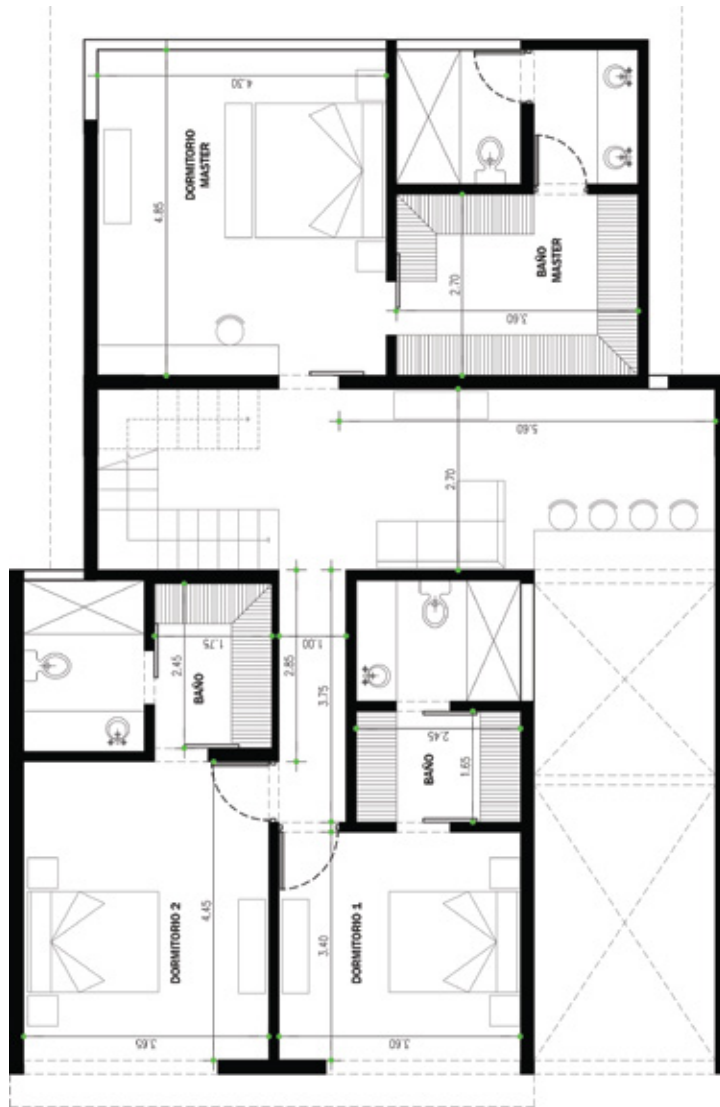 4.30
DORMITORIO
MASTER
4.85
BAÑO
MASTER
2.70
3.60
5.60
2.70
1.75
2.45
BAÑO
1.00
2.85
3.75
2.45
BAÑO
1.65
DORMITORIO 2
4.45
DORMITORIO 1
3.40
3.65
3.60